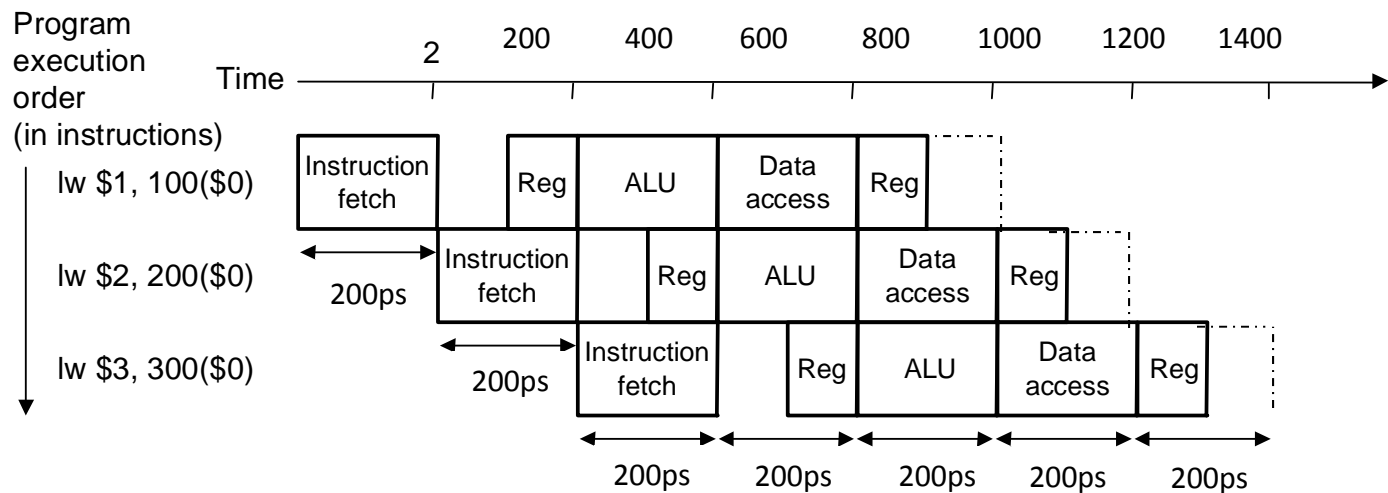 Program
execution
order
(in instructions)
Time
2 200 400 600 800 1000 1200 1400
lw $1, 100($0)
Instruction
fetch
Reg
ALU
Data
access
Reg
lw $2, 200($0)
200ps
Instruction
fetch
Reg
ALU
Data
access
Reg
lw $3, 300($0)
200ps
Instruction
fetch
Reg
ALU
Data
access
Reg
200ps 200ps 200ps 200ps 200ps